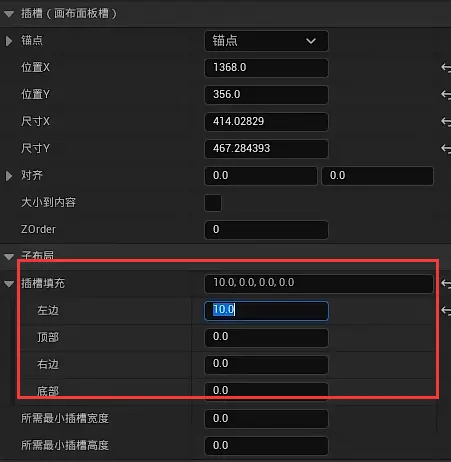 插槽（画布面板槽）
锚点 锚点
位置X 1368.0
位置Y 356.0
尺寸X 414.02829
尺寸Y 467.284393
对齐 0.0 0.0
大小到内容
ZOrder 0
子布局
插槽填充 10.0, 0.0, 0.0, 0.0
左边 10.0
顶部 0.0
右边 0.0
底部 0.0
所需最小插槽宽度 0.0
所需最小插槽高度 0.0